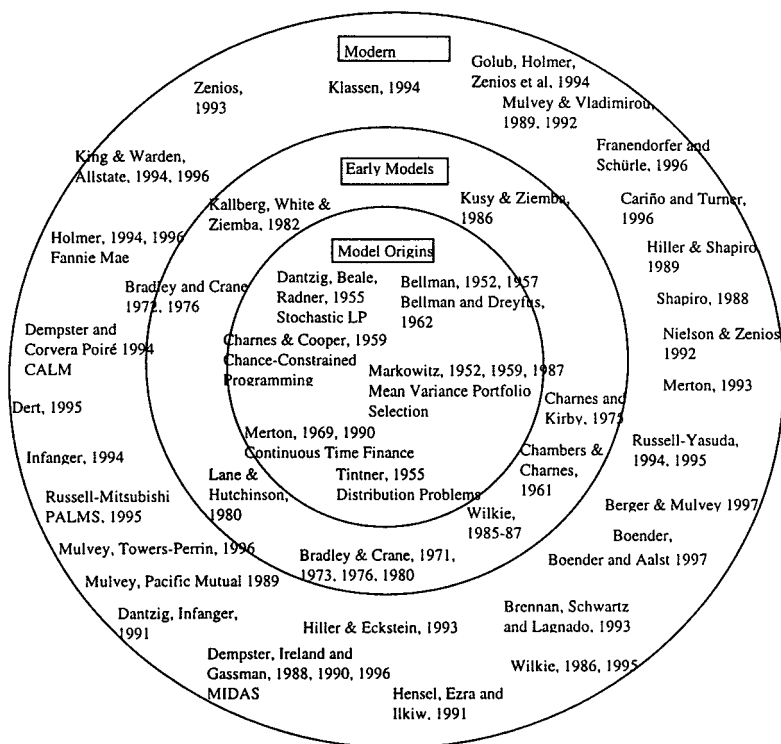 Modern
Golub, Holmer,
Zenios et al, 1994
Zenios,
1993
Klassen, 1994
Mulvey & Vladimirou,
1989, 1992
Franendorfer and
Schürle, 1996
King & Warden,
Allstate, 1994, 1996
Early Models
Kallberg, White &
Ziemba, 1982
Kusy & Ziemba,
1986
Cariño and Turner,
1996
Holmer, 1994, 1996
Fannie Mae
Model Origins
Hiller & Shapiro
1989
Dantzig, Beale,
Radner, 1955
Stochastic LP
Bellman, 1952, 1957
Bellman and Dreyfus,
1962
Bradley and Crane
1972, 1976
Shapiro, 1988
Dempster and
Corvera Poiré 1994
CALM
Charnes & Cooper, 1959
Chance-Constrained
Programming
Nielson & Zenios
1992
Markowitz, 1952, 1959, 1987
Mean Variance Portfolio
Selection
Merton, 1993
Dert, 1995
Charnes and
Kirby, 1975
Merton, 1969, 1990
Continuous Time Finance
Russell-Yasuda,
1994, 1995
Infanger, 1994
Chambers &
Charnes,
1961
Lane &
Hutchinson,
1980
Tintner, 1955
Distribution Problems
Russell-Mitsubishi
PALMS, 1995
Wilkie,
1985-87
Berger & Mulvey 1997
Mulvey, Towers-Perrin, 1996
Bradley & Crane, 1971,
1973, 1976, 1980
Boender,
Boender and Aalst 1997
Mulvey, Pacific Mutual 1989
Dantzig, Infanger,
1991
Hiller & Eckstein, 1993
Brennan, Schwartz
and Lagnado, 1993
Dempster, Ireland and
Gassman, 1988, 1990, 1996
MIDAS
Wilkie, 1986, 1995
Hensel, Ezra and
Ilkiw, 1991